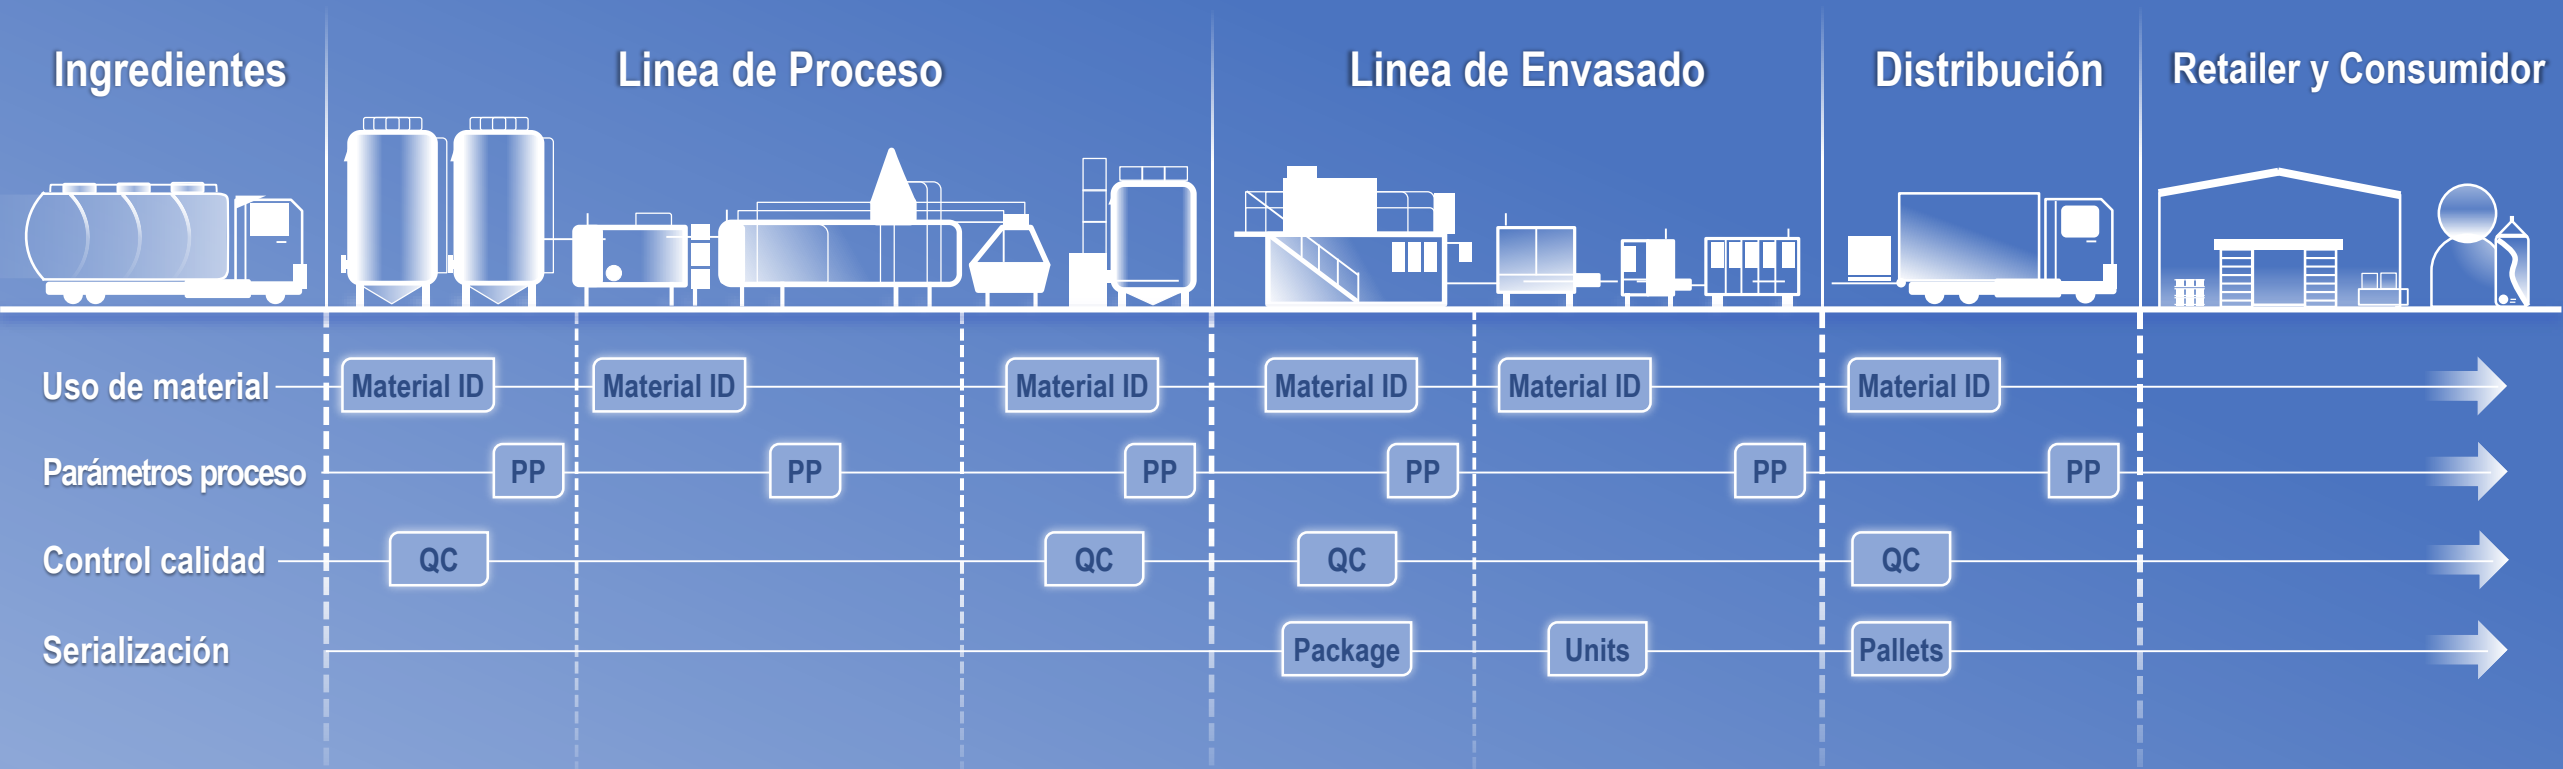 Ingredientes
Linea de Proceso
Linea de Envasado
Distribución
Retailer y Consumidor
Uso de material
Material ID
Material ID
Material ID
Material ID
Material ID
Material ID
Parámetros proceso
PP
PP
PP
PP
PP
PP
Control calidad
QC
QC
QC
QC
Serialización
Package
Units
Pallets